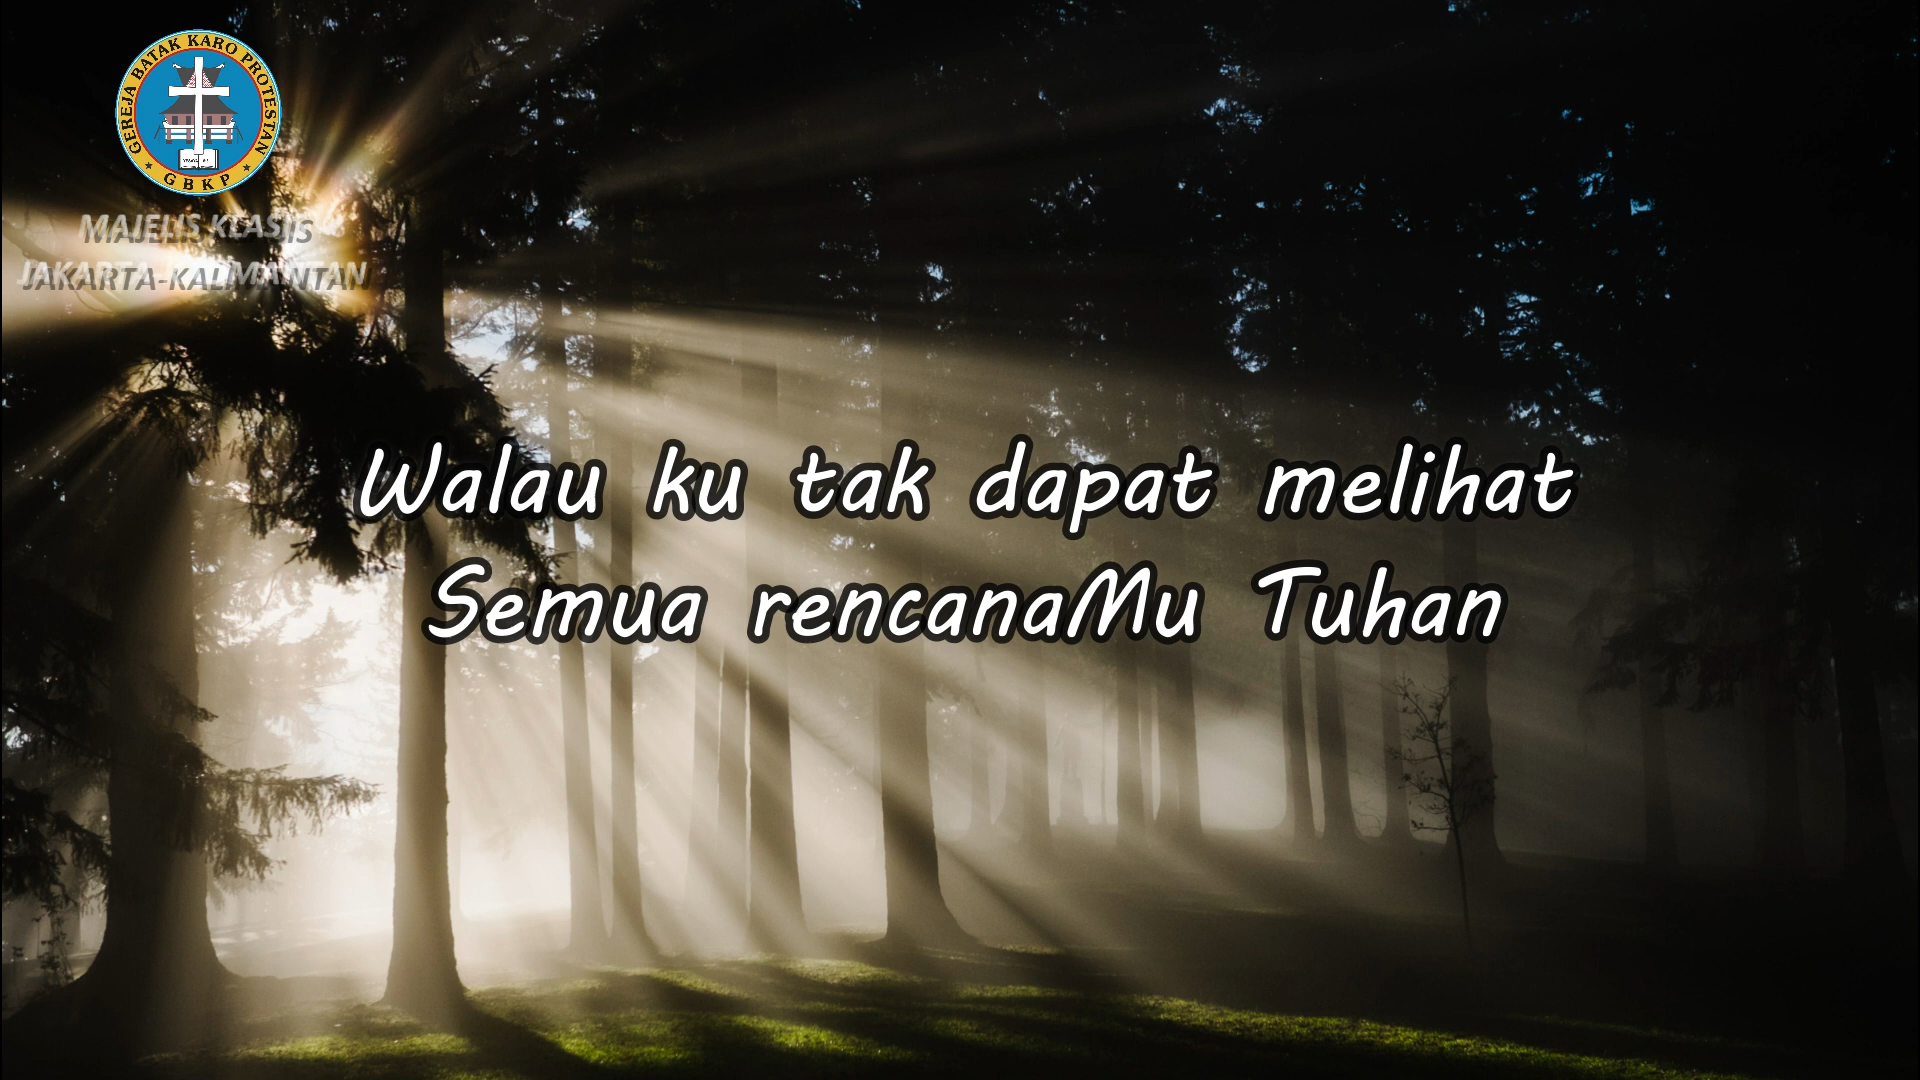 GEREJA BATAK KARO PROTESTAN
GBKP
MAJELIS KLASIS
JAKARTA-KALIMANTAN
Walau ku tak dapat melihat
Semua rencanaMu Tuhan